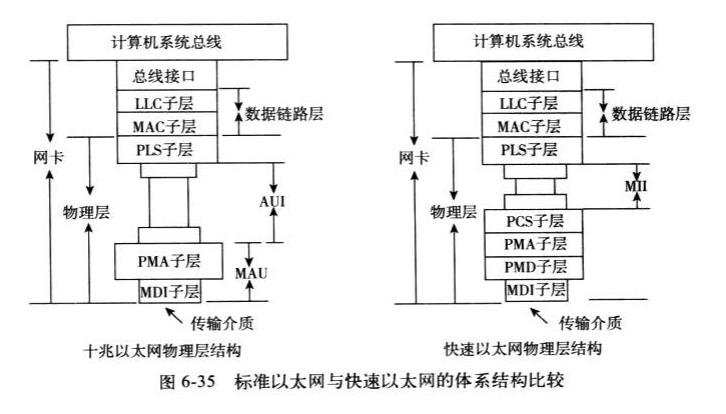 计算机系统总线
总线接口
LLC子层
MAC子层
PLS子层
数据链路层
网卡
物理层
AUI
PMA子层
MAU
MDI子层
传输介质
十兆以太网物理层结构
计算机系统总线
总线接口
LLC子层
MAC子层
PLS子层
数据链路层
网卡
物理层
MII
PCS子层
PMA子层
PMD子层
MDI子层
传输介质
快速以太网物理层结构
图 6-35 标准以太网与快速以太网的体系结构比较